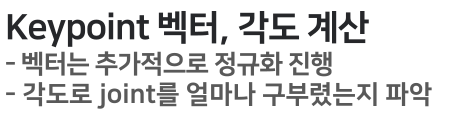 Keypoint 벡터, 각도 계산
- 벡터는 추가적으로 정규화 진행
- 각도로 joint를 얼마나 구부렸는지 파악